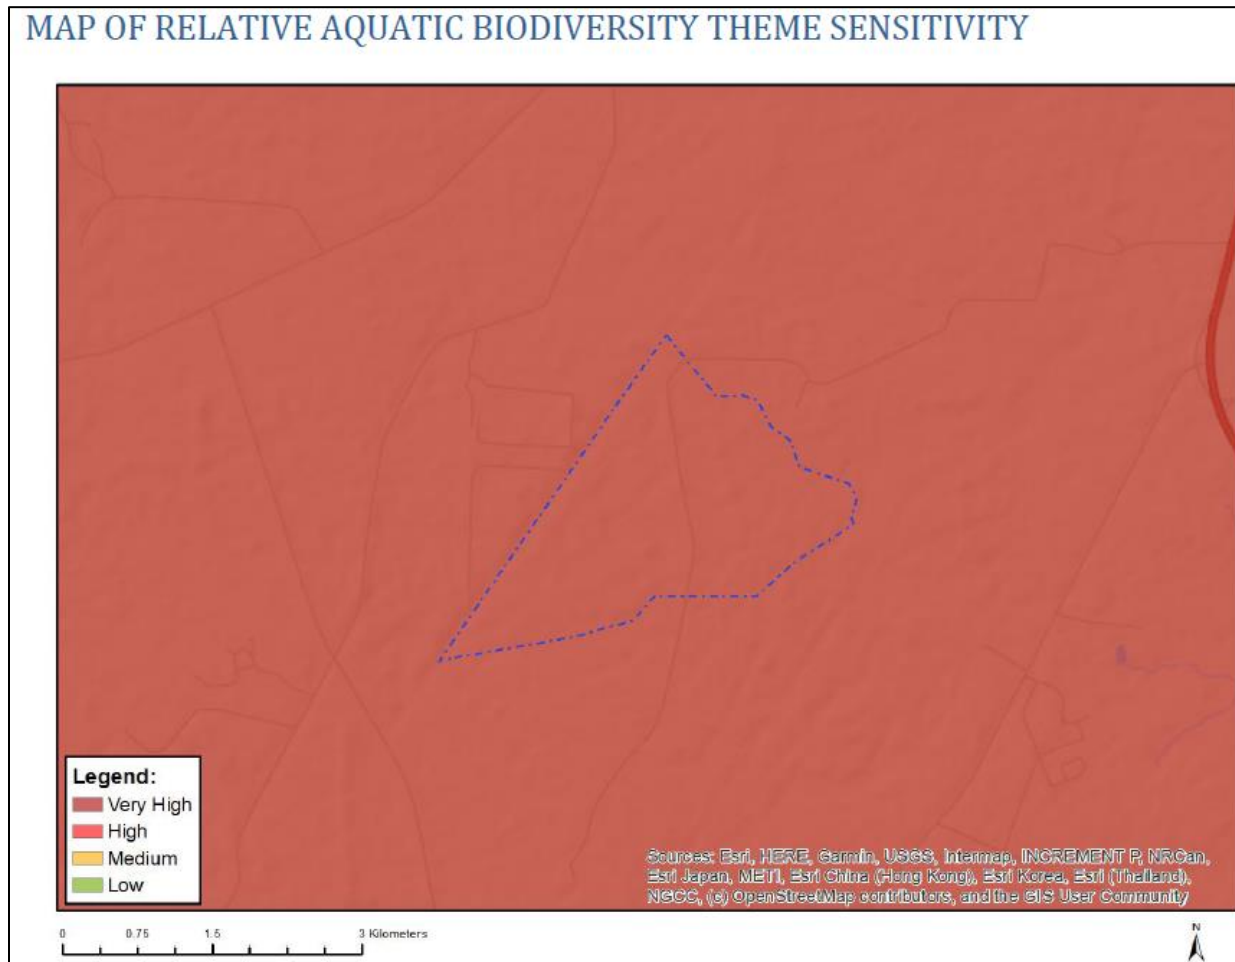 MAP OF RELATIVE AQUATIC BIODIVERSITY THEME SENSITIVITY
Legend:
Very High
High
Medium
Low
Sources: Esri, HERE, Garmin, USGS, Intermap, INCREMENT P, NRCan,
Esri Japan, METI, Esri China (Hong Kong), Esri Korea, Esri (Thailand),
NGCC, (c) OpenStreetMap contributors, and the GIS User Community
0 0.75 1.5 3 Kilometers
N